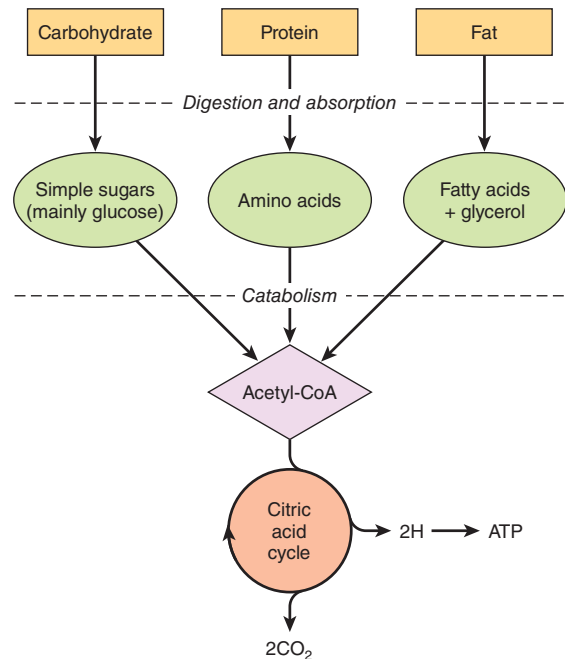 Carbohydrate
Protein
Fat
Digestion and absorption
Simple sugars
(mainly glucose)
Amino acids
Fatty acids
+ glycerol
Catabolism
Acetyl-CoA
Citric
acid
cycle
2H
ATP
2CO₂